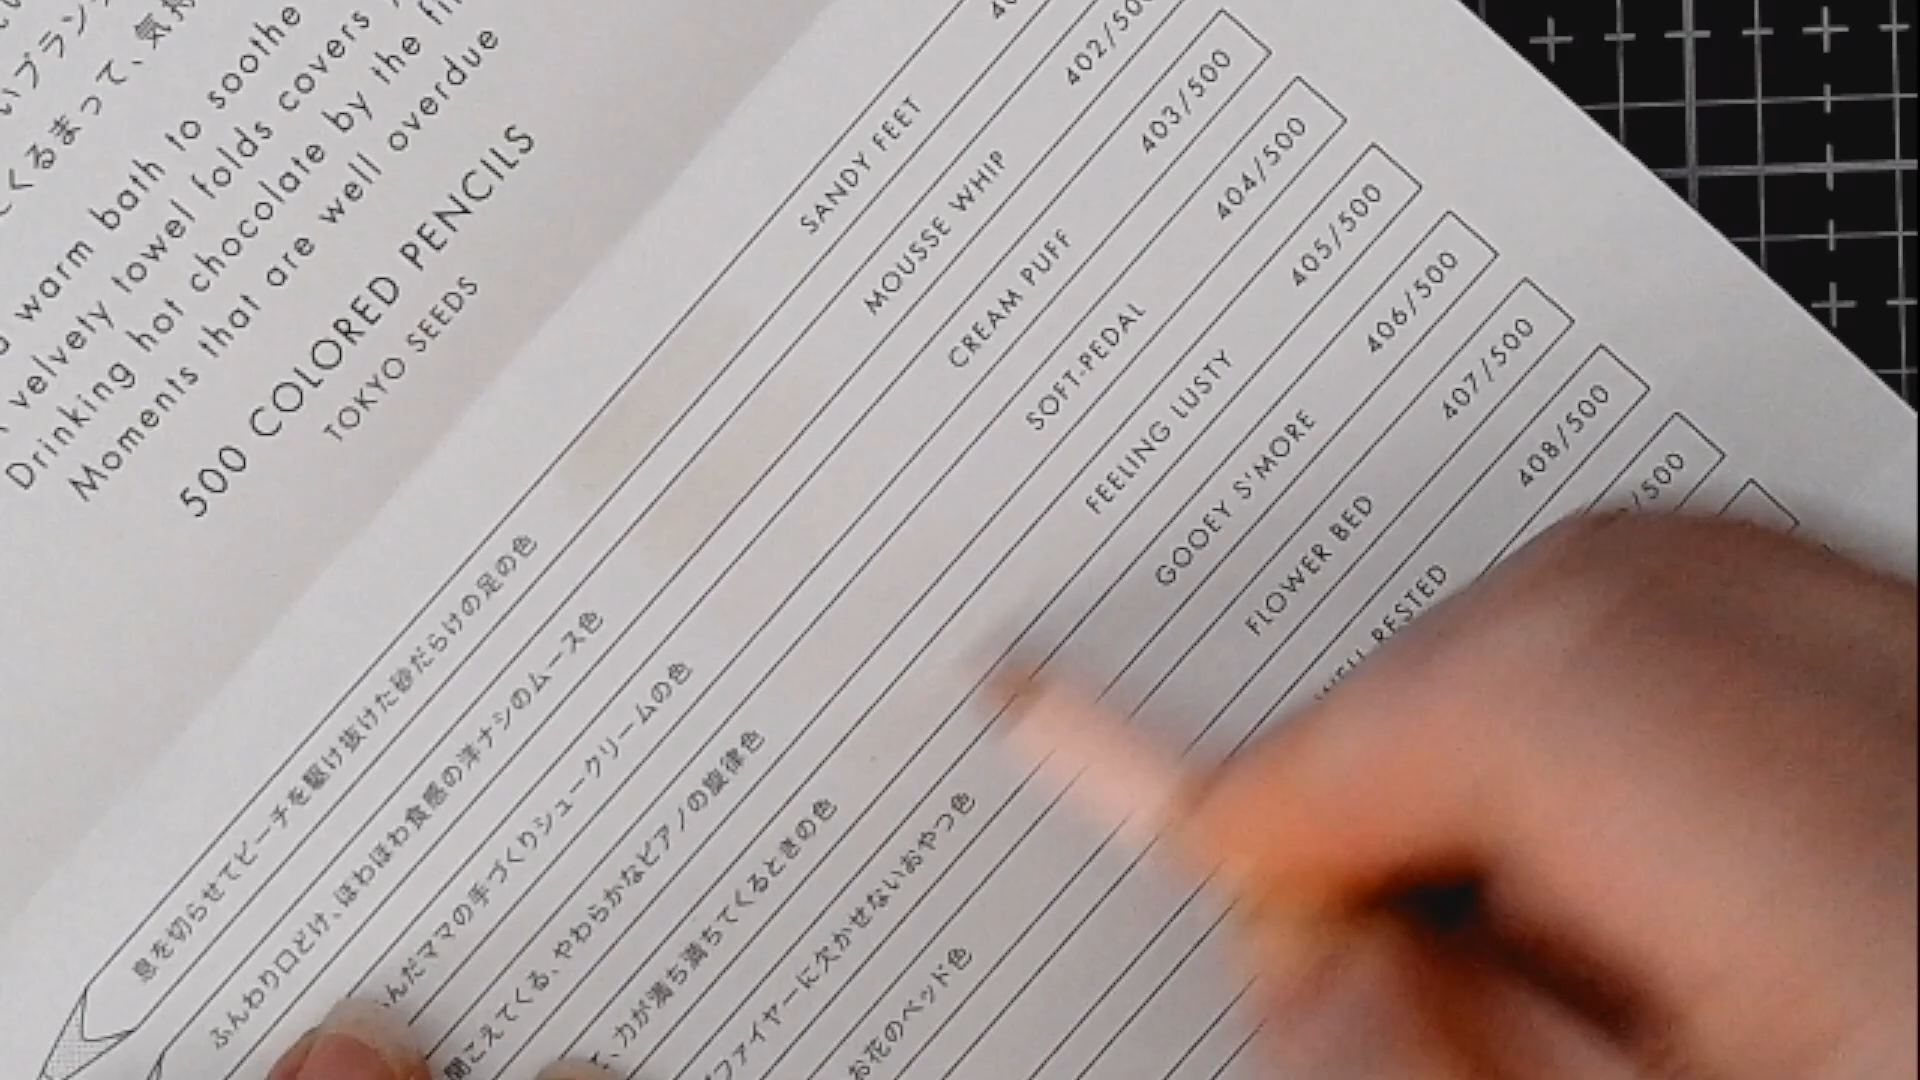 warm bath to soothe
velvety towel folds covers
Drinking hot chocolate by the
Moments that are well overdue
500 COLORED PENCILS
TOKYO SEEDS
息を切らせてビーチを駆け抜けた砂だらけの足の色 SANDY FEET
ふんわり口どけ、ほわほわ食感の洋ナシのムース色 MOUSSE WHIP 402/500
んだママの手づくりシュークリームの色 CREAM PUFF 403/500
聞こえてくる、やわらかなピアノの旋律色 SOFT-PEDAL 404/500
、力が満ち満ちてくるときの色 FEELING LUSTY 405/500
ファイヤーに欠かせないおやつ色 GOOEY S'MORE 406/500
お花のベッド色 FLOWER BED 407/500
RESTED 408/500
/500